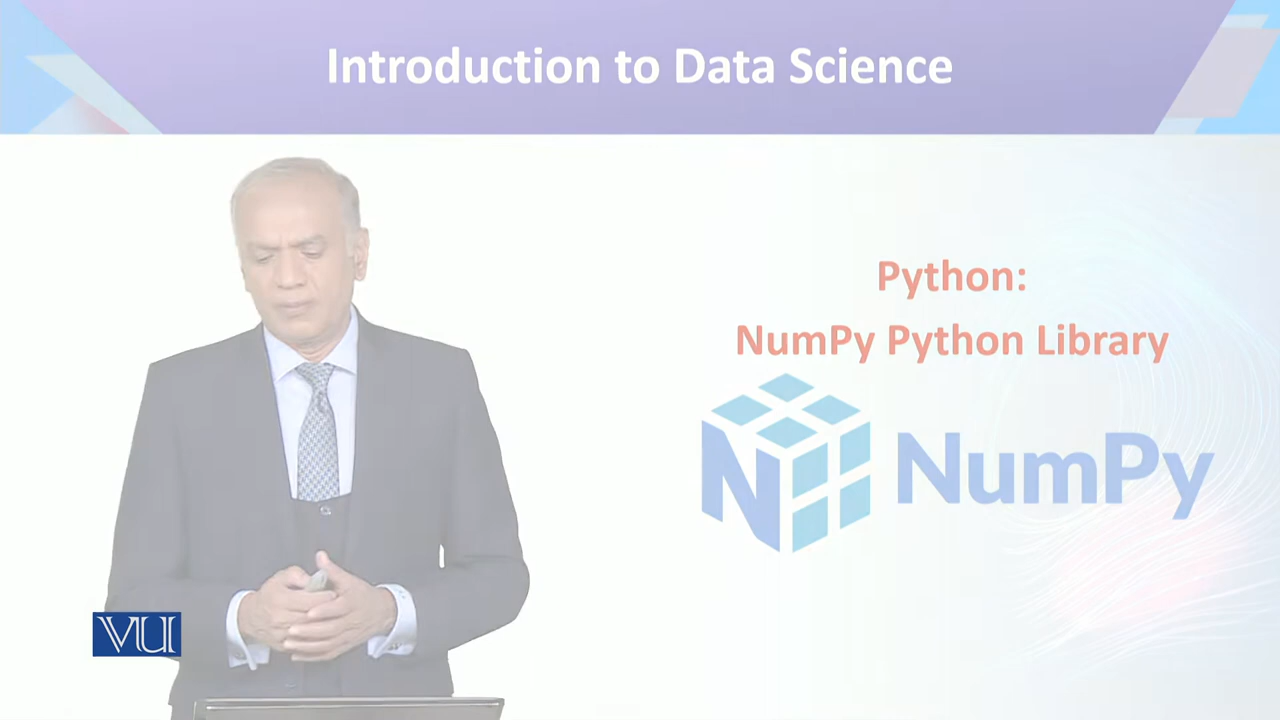 Introduction to Data Science
Python:
NumPy Python Library
NumPy
VU